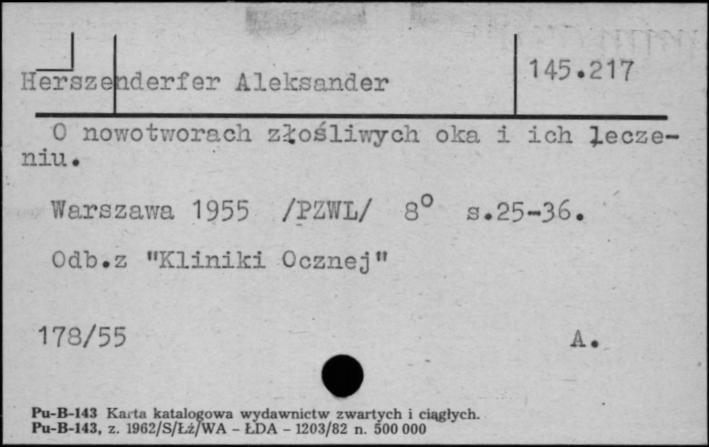 Herszenderfer Aleksander 145.217
O nowotworach złośliwych oka i ich lecze-
niu.
Warszawa 1955 /PZWL/ 8° s.25-36.
Odb.z "Kliniki Ocznej"
178/55 A.
Pu-B-143 Karta katalogowa wydawnictw zwartych i ciągłych.
Pu-B-143, z. 1962/S/Łż/WA - ŁDA - 1203/82 n. 500 000